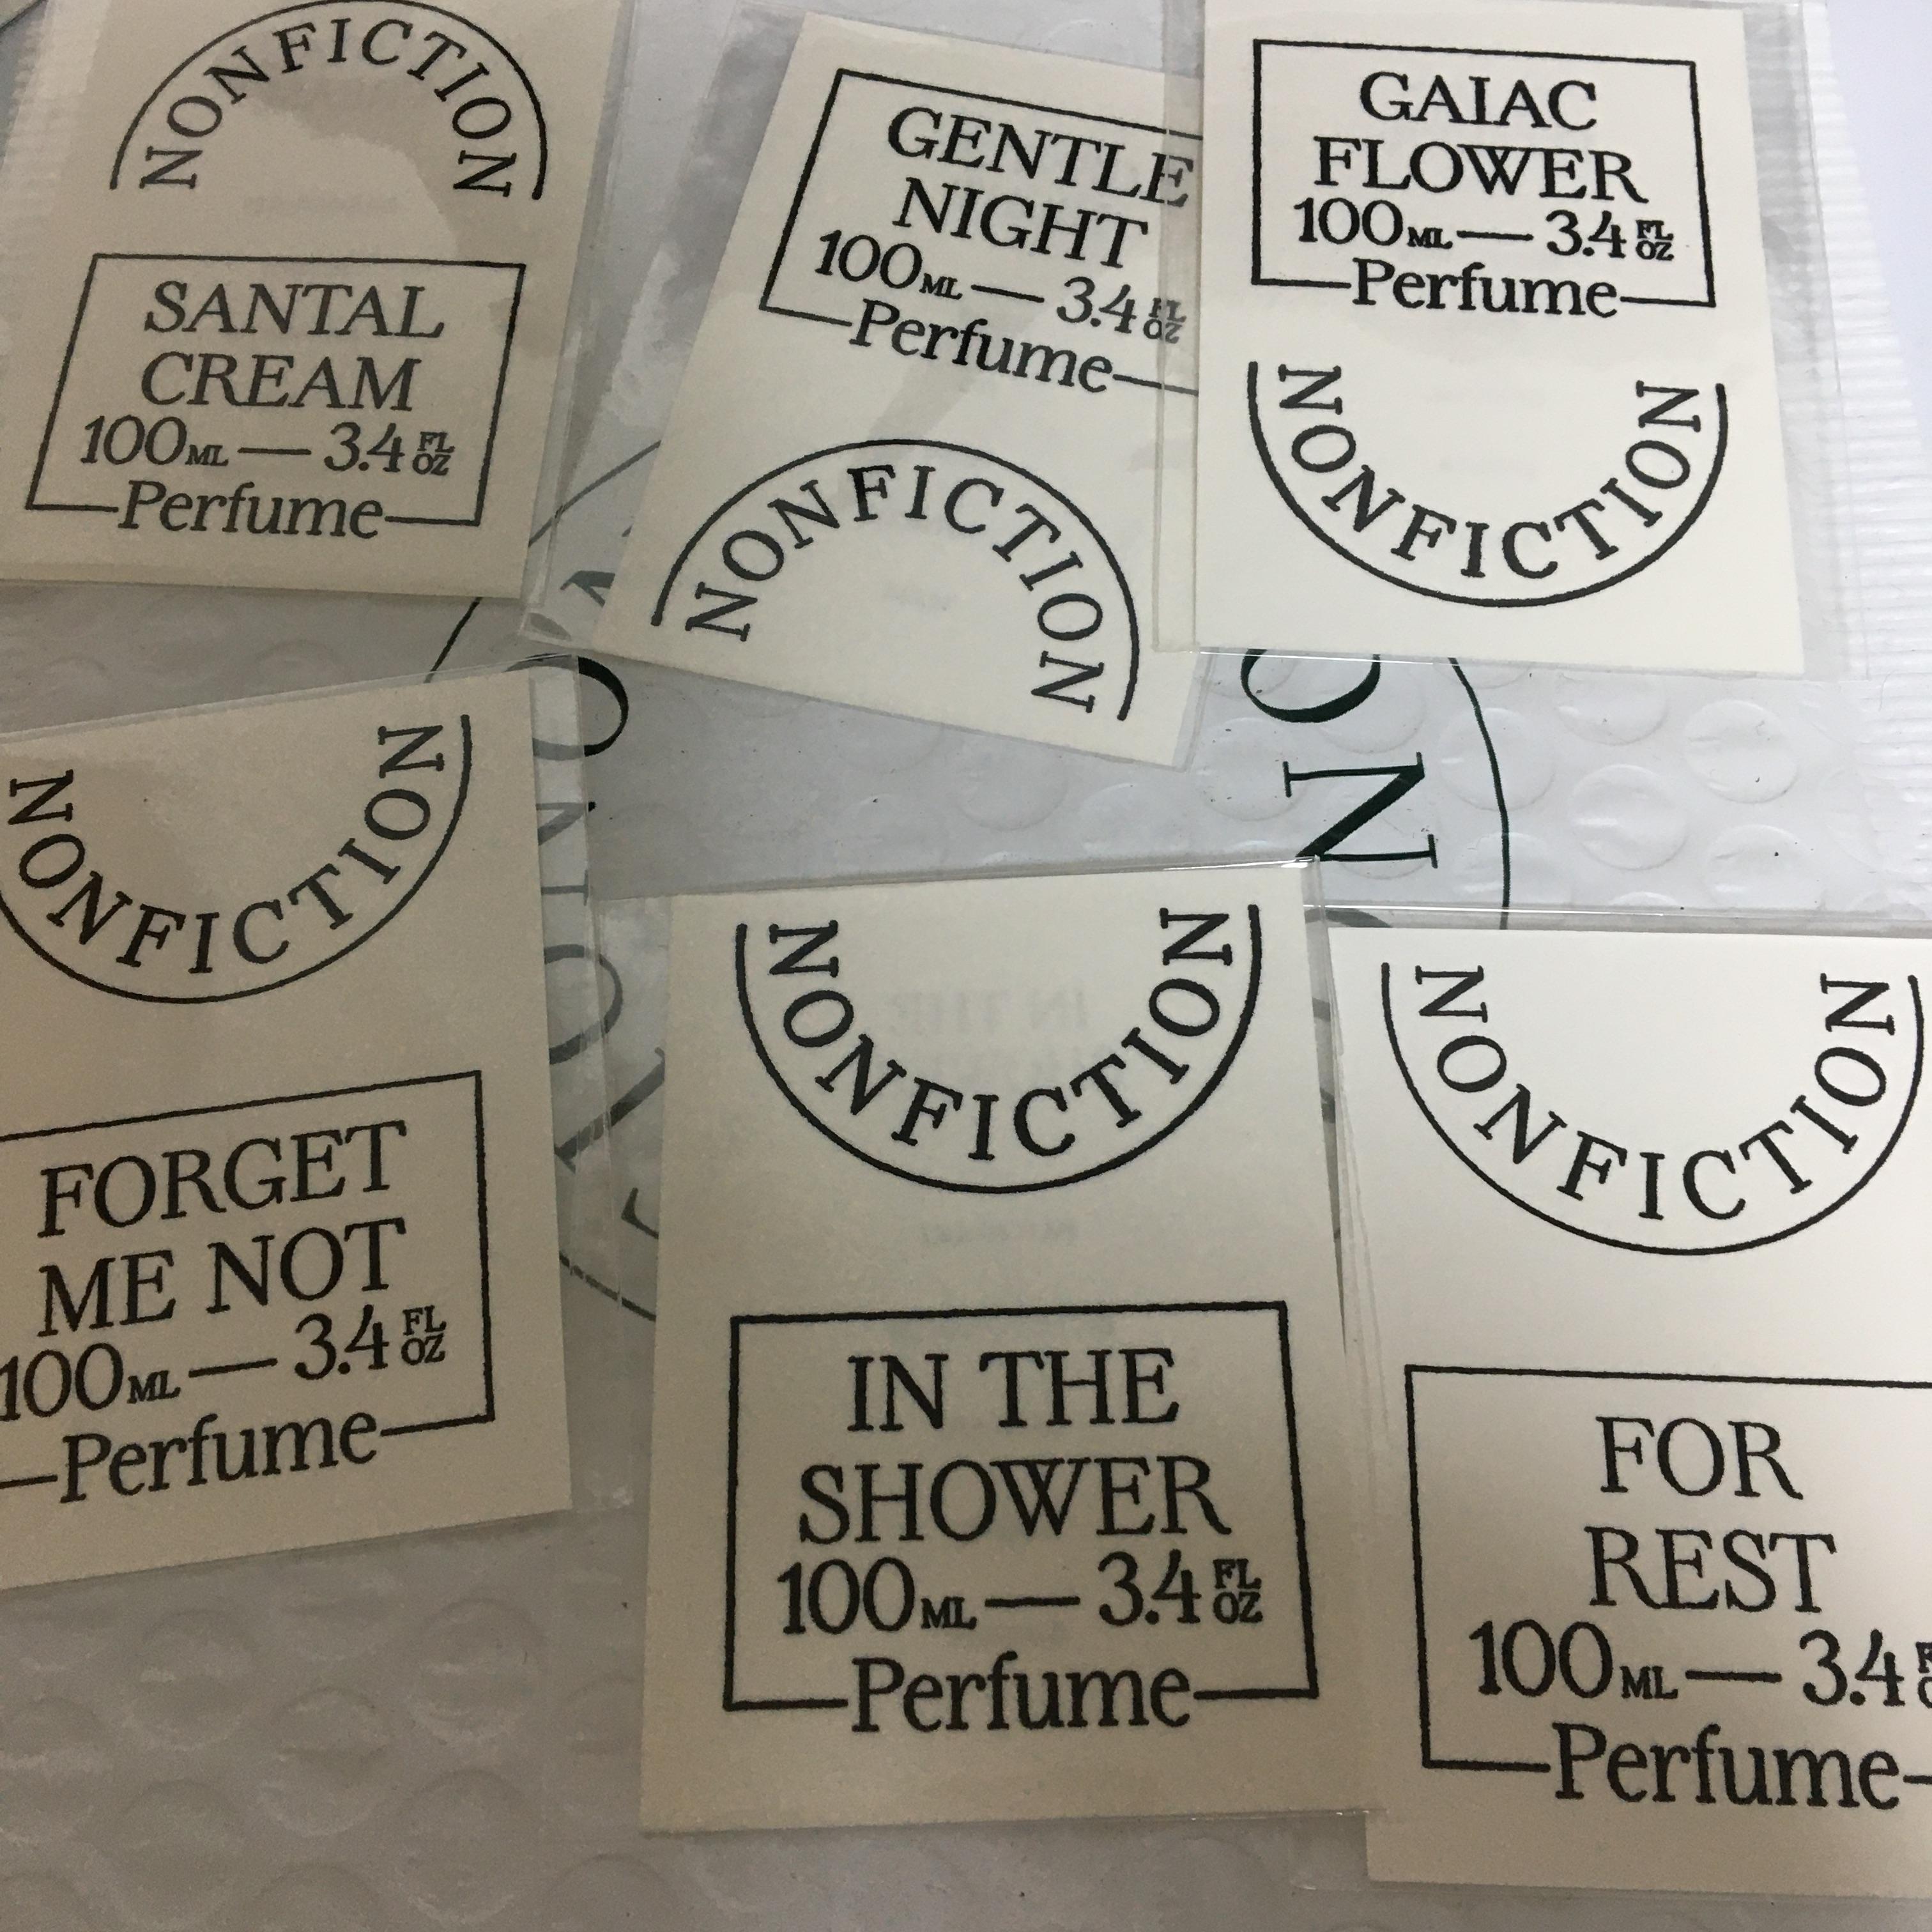 NONFICTION
SANTAL
CREAM
100ML — 3.4 FL OZ
Perfume
GENTLE
NIGHT
100ML — 3.4 FL OZ
Perfume
NONFICTION
GAIAC
FLOWER
100ML — 3.4 FL OZ
Perfume
NONFICTION
NONFICTION
FORGET
ME NOT
100ML — 3.4 FL OZ
Perfume
NONFICTION
IN THE
SHOWER
100ML — 3.4 FL OZ
Perfume
NONFICTION
FOR
REST
100ML — 3.4
Perfume